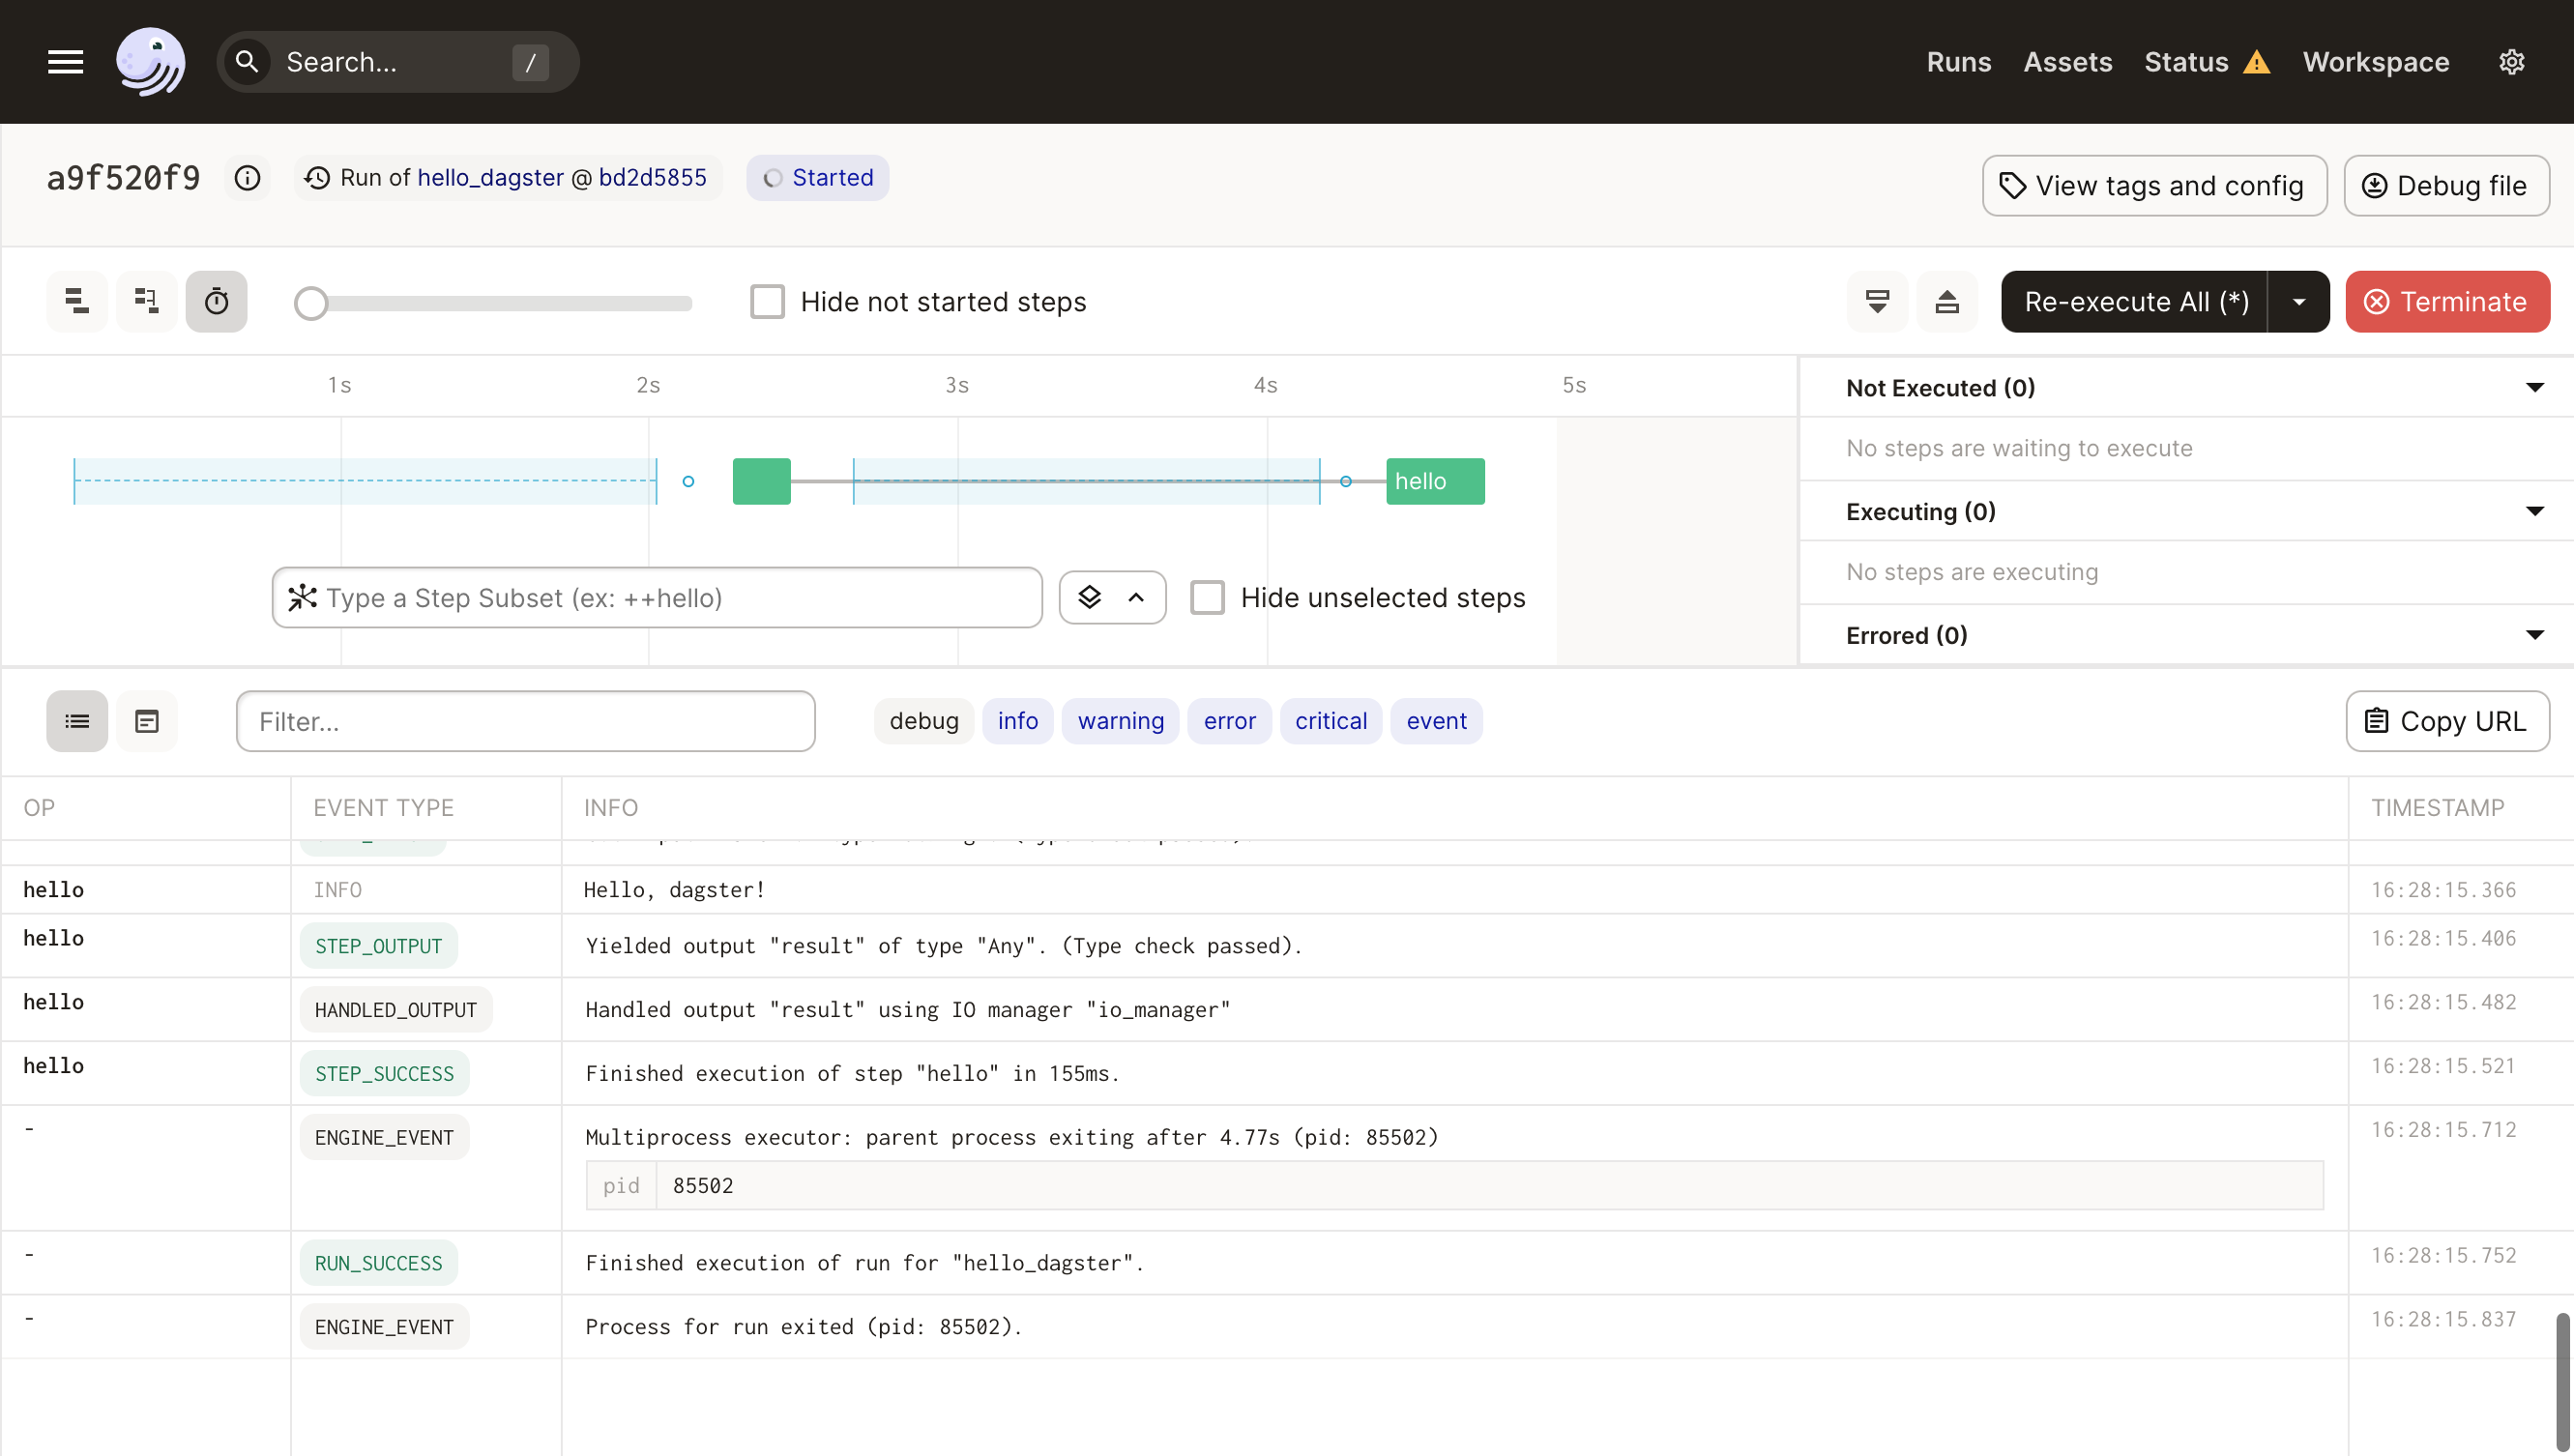 Search... /
Runs Assets Status Workspace
a9f520f9 Run of hello_dagster @ bd2d5855 Started View tags and config Debug file
Hide not started steps Re-execute All (*) Terminate
1s 2s 3s 4s 5s
Not Executed (0)
No steps are waiting to execute
hello
Executing (0)
No steps are executing
Type a Step Subset (ex: ++hello) Hide unselected steps
Errored (0)
Filter... debug info warning error critical event Copy URL
OP EVENT TYPE INFO TIMESTAMP
hello INFO Hello, dagster! 16:28:15.366
hello STEP_OUTPUT Yielded output "result" of type "Any". (Type check passed). 16:28:15.406
hello HANDLED_OUTPUT Handled output "result" using IO manager "io_manager" 16:28:15.482
hello STEP_SUCCESS Finished execution of step "hello" in 155ms. 16:28:15.521
- ENGINE_EVENT Multiprocess executor: parent process exiting after 4.77s (pid: 85502) 16:28:15.712
pid 85502
- RUN_SUCCESS Finished execution of run for "hello_dagster". 16:28:15.752
- ENGINE_EVENT Process for run exited (pid: 85502). 16:28:15.837